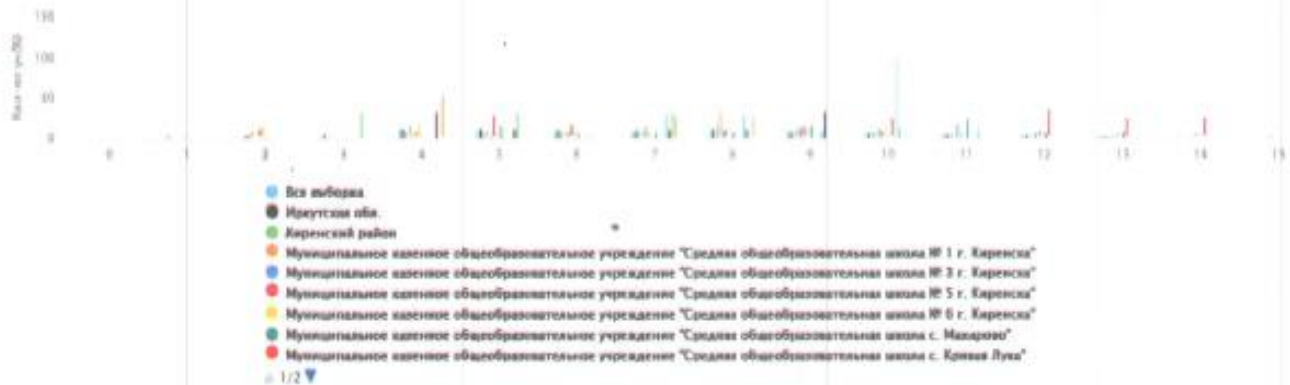 150
100
50
0
0 1 2 3 4 5 6 7 8 9 10 11 12 13 14 15
Вся выборка
Иркутская обл.
Киренский район
Муниципальное казенное общеобразовательное учреждение "Средняя общеобразовательная школа № 1 г. Киренска"
Муниципальное казенное общеобразовательное учреждение "Средняя общеобразовательная школа № 3 г. Киренска"
Муниципальное казенное общеобразовательное учреждение "Средняя общеобразовательная школа № 5 г. Киренска"
Муниципальное казенное общеобразовательное учреждение "Средняя общеобразовательная школа № 6 г. Киренска"
Муниципальное казенное общеобразовательное учреждение "Средняя общеобразовательная школа с. Макарово"
Муниципальное казенное общеобразовательное учреждение "Средняя общеобразовательная школа с. Кривая Лука"
1/2